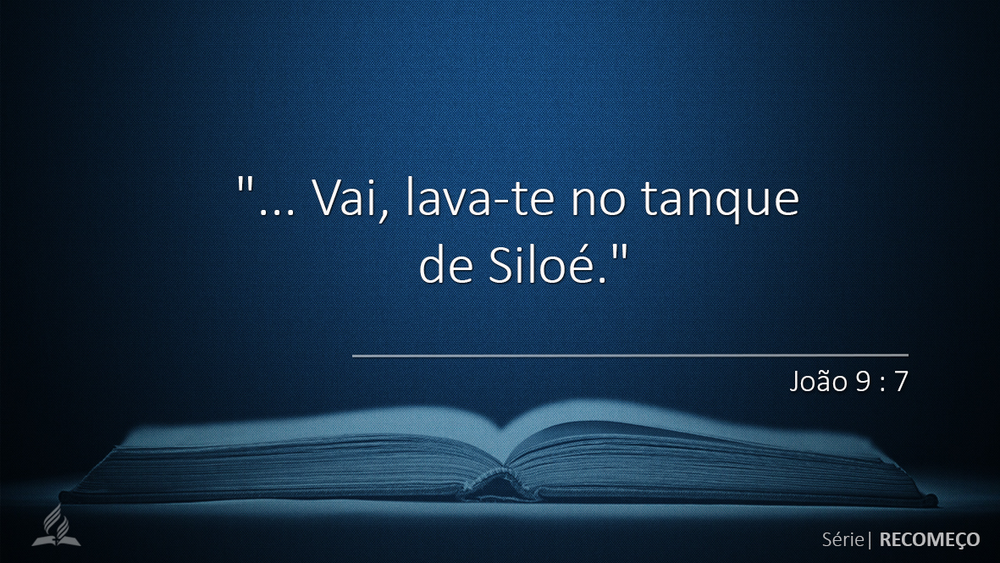 "... Vai, lava-te no tanque
de Siloé."
João 9 : 7
Série| RECOMEÇO